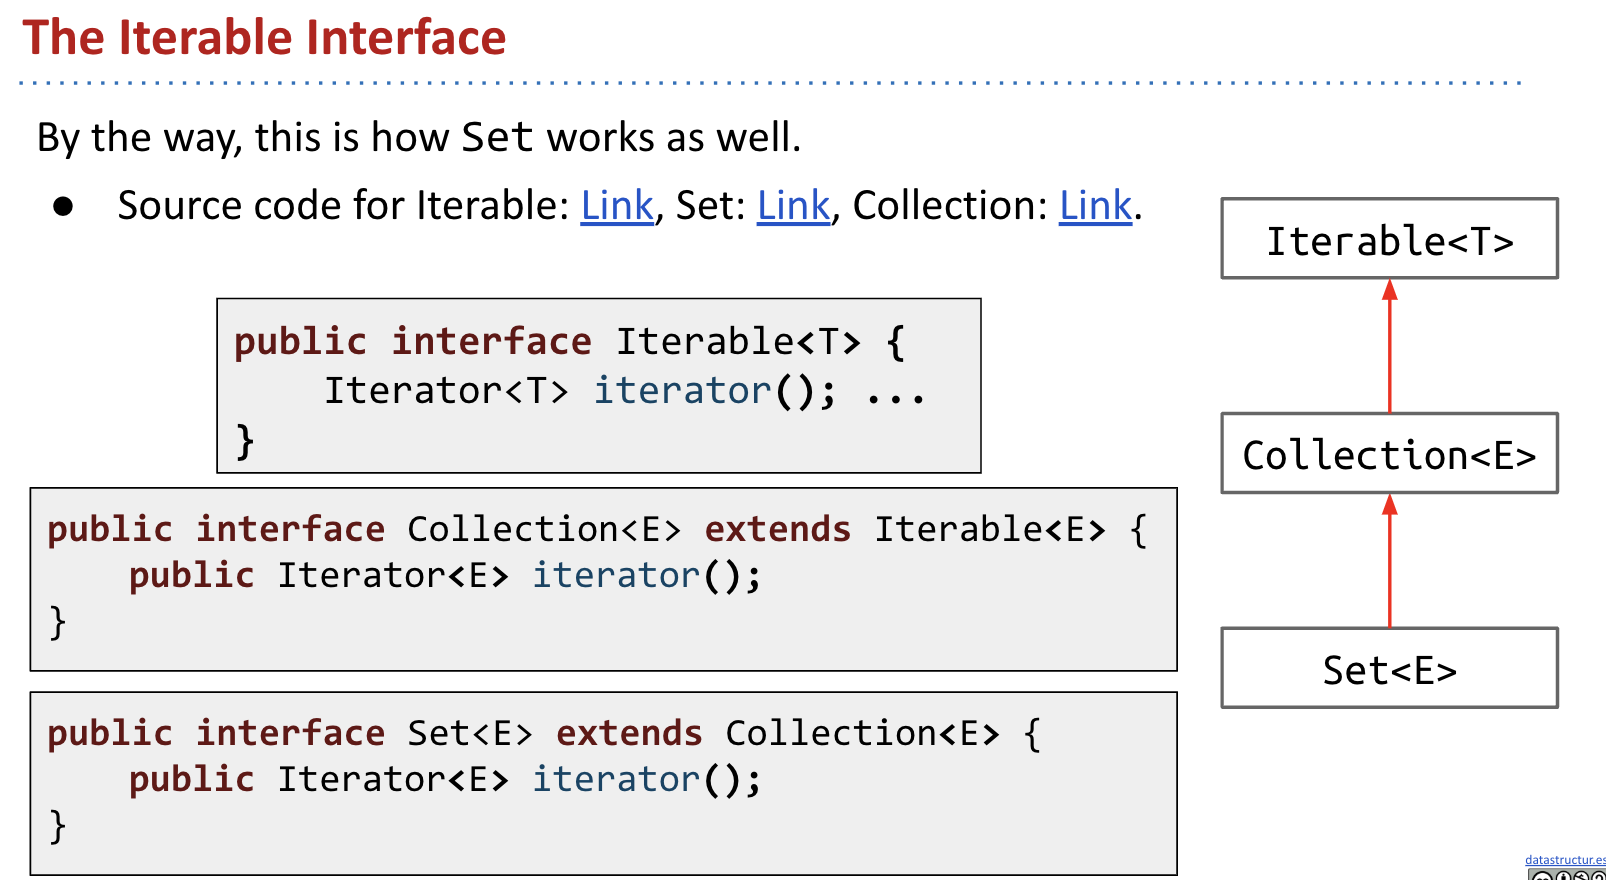 The Iterable Interface
By the way, this is how Set works as well.
● Source code for Iterable: Link, Set: Link, Collection: Link.
public interface Iterable<T> {
    Iterator<T> iterator(); ...
}
public interface Collection<E> extends Iterable<E> {
    public Iterator<E> iterator();
}
public interface Set<E> extends Collection<E> {
    public Iterator<E> iterator();
}
Iterable<T>
Collection<E>
Set<E>
datastructur.es